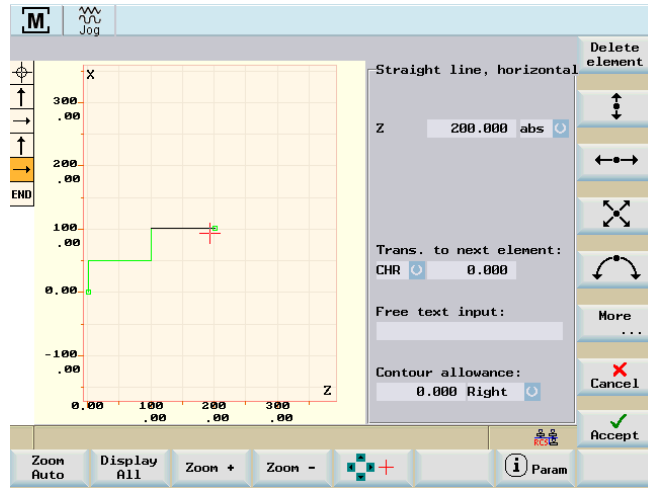 M
Jog
Delete
element
X
Straight line, horizontal
300
.00
Z 200.000 abs
200
.00
END
100
.00
Trans. to next element:
CHR 0.000
0.00
Free text input:
More
...
-100
.00
Contour allowance:
Cancel
Z
0.000 Right
0.00 100 200 300
.00 .00 .00
RCS
Accept
Zoom
Auto
Display
All
Zoom +
Zoom -
i Param